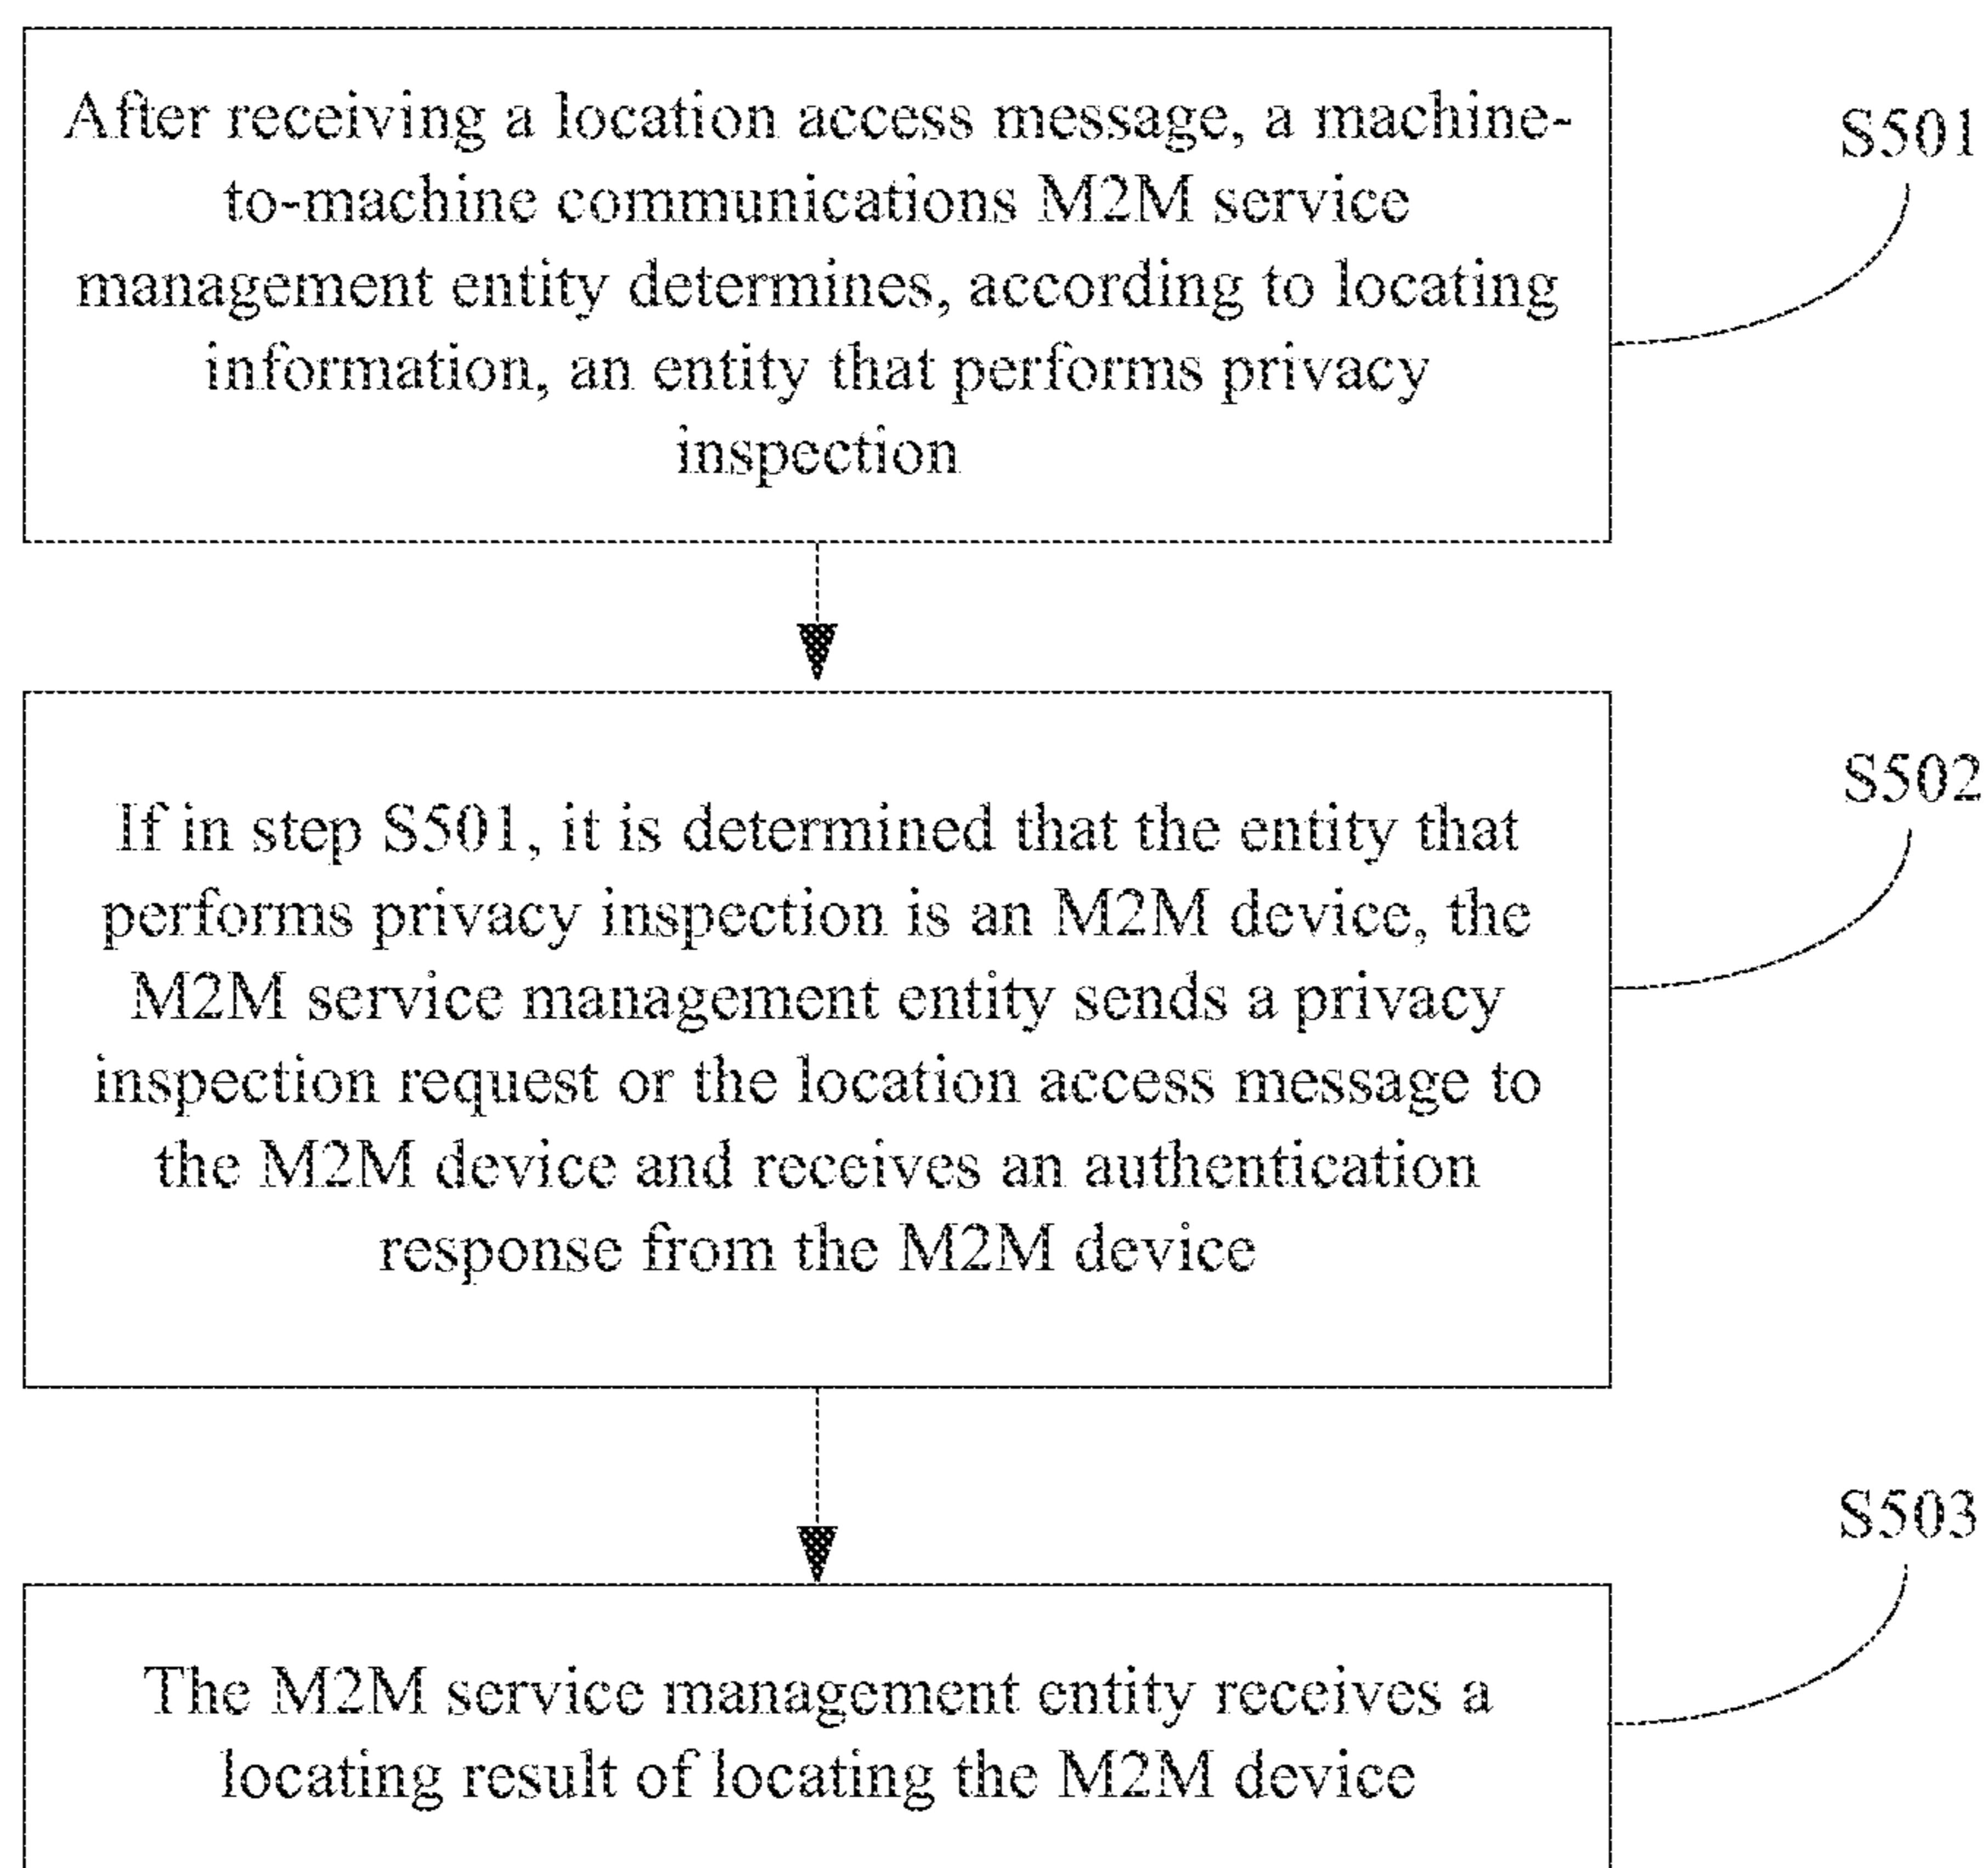 After receiving a location access message, a machine-
to-machine communications M2M service
management entity determines, according to locating
information, an entity that performs privacy
inspection
S501
If in step S501, it is determined that the entity that
performs privacy inspection is an M2M device, the
M2M service management entity sends a privacy
inspection request or the location access message to
the M2M device and receives an authentication
response from the M2M device
S502
The M2M service management entity receives a
locating result of locating the M2M device
S503